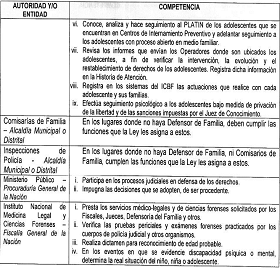 AUTORIDAD Y/O
ENTIDAD
COMPETENCIA
vi. Conoce, analiza y hace seguimiento al PLATIN de los adolescentes que se
encuentran en Centros de Internamiento Preventivo y adelantar seguimiento a
los adolescentes con proceso abierto en medio familiar.
vii. Revisa los informes que envían los Operadores donde son ubicados los
adolescentes, a fin de verificar la intervención, la evolución y el
restablecimiento de derechos de los adolescentes. Registra dicha información
en la Historia de Atención.
viii. Registra en los sistemas del ICBF las actuaciones que realice con cada
adolescente y sus familias.
ix. Efectúa seguimiento psicológico a los adolescentes bajo medida de privación
de la libertad y de las sanciones impuestas por el Juez de Conocimiento.
Comisarías de Familia
– Alcaldía Municipal o
Distrital
En los lugares donde no haya Defensor de Familia, deben cumplir las
funciones que la Ley les asigna a estos.
Inspecciones de
Policía - Alcaldía
Municipal o Distrital
En los lugares donde no haya Defensor de Familia, ni Comisarios de
Familia, cumplen las funciones que la Ley les asigna a estos.
Ministerio Público –
Procuraduría General de
la Nación
i. Participa en los procesos judiciales en defensa de los derechos.
ii. Impugna las decisiones que se adopten, de ser procedente.
Instituto Nacional de
Medicina Legal y
Ciencias Forenses –
Fiscalía General de la
Nación
i. Presta los servicios médico-legales y de ciencias forenses solicitados por los
Fiscales, Jueces, Defensoría del Familia y otros.
ii. Verifica las pruebas periciales y exámenes forenses practicados por los
cuerpos de policía judicial y otros organismos.
iii. Realiza dictamen para reconocimiento de edad probable.
iv. En los eventos en que se evidencie discapacidad psíquica o mental
determina la real situación del niño, niña o adolescente.